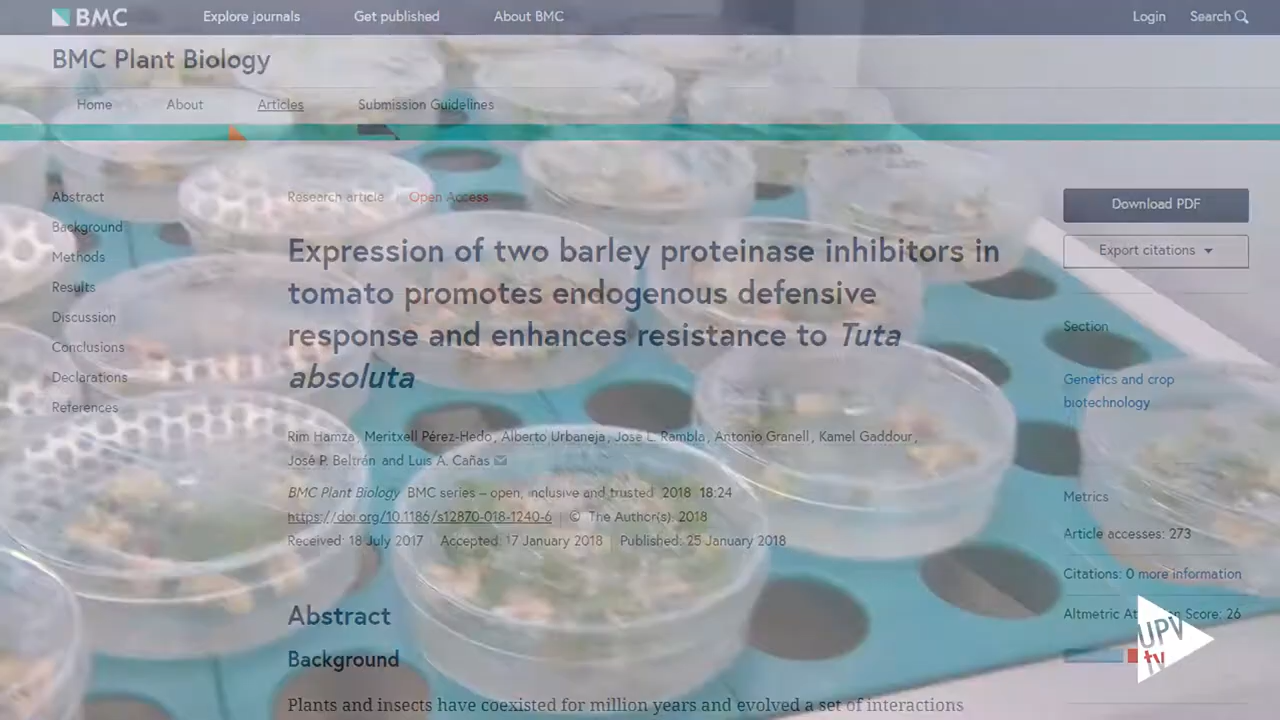 BMC
Explore journals
Get published
About BMC
Login
Search
BMC Plant Biology
Home
About
Articles
Submission Guidelines
Abstract
Background
Methods
Results
Discussion
Conclusions
Declarations
References
Research article | Open Access
Expression of two barley proteinase inhibitors in
tomato promotes endogenous defensive
response and enhances resistance to Tuta
absoluta
Rim Hamza, Meritxell Pérez-Hedo, Alberto Urbaneja, José L. Rambla, Antonio Granell, Kamel Gaddour,
José P. Beltrán and Luis A. Cañas
BMC Plant Biology BMC series – open, inclusive and trusted 2018 18:24
https://doi.org/10.1186/s12870-018-1240-6 | © The Author(s). 2018
Received: 18 July 2017 | Accepted: 17 January 2018 | Published: 25 January 2018
Abstract
Background
Plants and insects have coexisted for million years and evolved a set of interactions
Download PDF
Export citations
Section
Genetics and crop
biotechnology
Metrics
Article accesses: 273
Citations: 0 more information
Altmetric Score: 26
UPV
tv